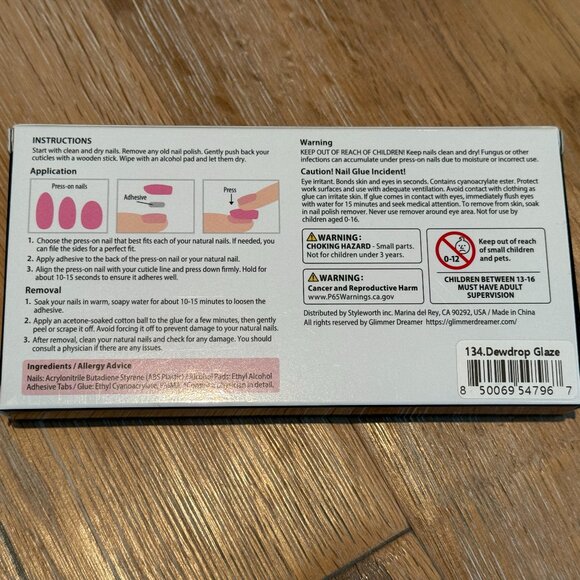 INSTRUCTIONS
Start with clean and dry nails. Remove any old nail polish. Gently push back your
cuticles with a wooden stick. Wipe with an alcohol pad and let them dry.
Application
Press-on nails
Adhesive
Press
1. Choose the press-on nail that best fits each of your natural nails. If needed, you
can file the sides for a perfect fit.
2. Apply adhesive to the back of the press-on nail or your natural nail.
3. Align the press-on nail with your cuticle line and press down firmly. Hold for
about 10-15 seconds to ensure it adheres well.
Removal
1. Soak your nails in warm, soapy water for about 10-15 minutes to loosen the
adhesive.
2. Apply an acetone-soaked cotton ball to the glue for a few minutes, then gently
peel or scrape it off. Avoid forcing it off to prevent damage to your natural nails.
3. After removal, clean your natural nails and check for any damage. You should
consult a physician if there are any issues.
Ingredients / Allergy Advice
Nails: Acrylonitrile Butadiene Styrene (ABS Plastic) Alcohol Pads: Ethyl Alcohol
Adhesive Tabs / Glue: Ethyl Cyanoacrylate, physician in detail.
Warning
KEEP OUT OF REACH OF CHILDREN! Keep nails clean and dry! Fungus or other
infections can accumulate under press-on nails due to moisture or incorrect use.
Caution! Nail Glue Incident!
Eye irritant. Bonds skin and eyes in seconds. Contains cyanoacrylate ester. Protect
work surfaces and use with adequate ventilation. Avoid contact with clothing as
glue can irritate skin. If glue comes in contact with eyes, immediately flush eyes
with water for 15 minutes and seek medical attention. To remove from skin, soak
in nail polish remover. Never use remover around eye area. Not for use by
children aged 0-16.
WARNING:
CHOKING HAZARD - Small parts.
Not for children under 3 years.
WARNING:
Cancer and Reproductive Harm
www.P65Warnings.ca.gov
0-12
Keep out of reach
of small children
and pets.
CHILDREN BETWEEN 13-16
MUST HAVE ADULT
SUPERVISION
Distributed by Styleworth inc. Marina del Rey, CA 90292, USA / Made in China
All rights reserved by Glimmer Dreamer https://glimmerdreamer.com/
134.Dewdrop Glaze
8 50069 54796 7